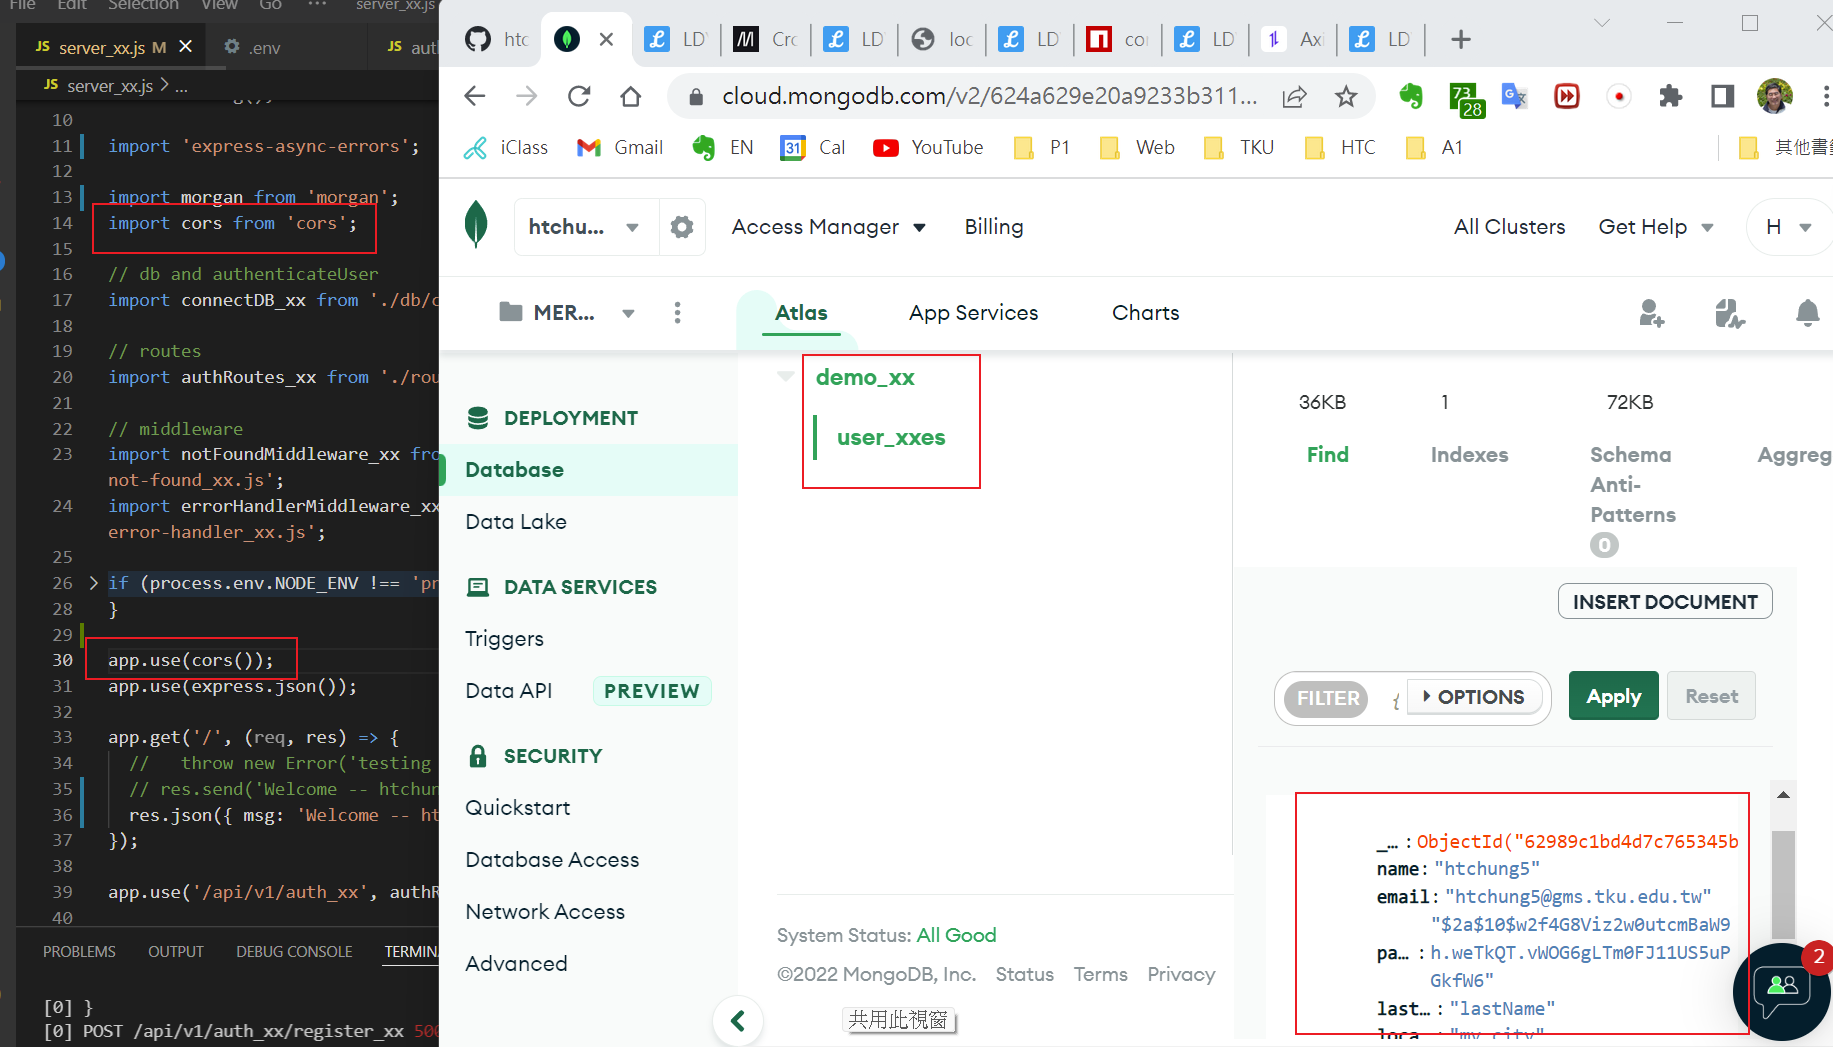 File Edit Selection View Go ··· server_xx.js
JS server_xx.js M
.env
JS
JS server_xx.js > ...
10
11 import 'express-async-errors';
12
13 import morgan from 'morgan';
14 import cors from 'cors';
15
16 // db and authenticateUser
17 import connectDB_xx from './db/
18
19 // routes
20 import authRoutes_xx from './rou
21
22 // middleware
23 import notFoundMiddleware_xx fro
not-found_xx.js';
24 import errorHandlerMiddleware_xx
error-handler_xx.js';
25
26 if (process.env.NODE_ENV !== 'pr
28 }
29
30 app.use(cors());
31 app.use(express.json());
32
33 app.get('/', (req, res) => {
34 // throw new Error('testing
35 // res.send('Welcome -- htchun
36 res.json({ msg: 'Welcome -- ht
37 });
38
39 app.use('/api/v1/auth_xx', authR
40
PROBLEMS OUTPUT DEBUG CONSOLE TERMIN
[0] }
[0] POST /api/v1/auth_xx/register_xx 500
htc
LD
Cr
LD
loc
LD
co
LD
Axi
LD
cloud.mongodb.com/v2/624a629e20a9233b311...
73
28
iClass Gmail EN Cal YouTube P1 Web TKU HTC A1 其他書
31
htchu... Access Manager Billing All Clusters Get Help H
MER... Atlas App Services Charts
DEPLOYMENT
Database
Data Lake
DATA SERVICES
Triggers
Data API PREVIEW
SECURITY
Quickstart
Database Access
Network Access
Advanced
demo_xx
user_xxes
System Status: All Good
©2022 MongoDB, Inc. Status Terms Privacy
共用此視窗
36KB 1 72KB
Find Indexes Schema Anti-Patterns 0 Aggreg
INSERT DOCUMENT
FILTER { OPTIONS Apply Reset
_… : ObjectId("62989c1bd4d7c765345b
name: "htchung5"
email: "htchung5@gms.tku.edu.tw"
"$2a$10$w2f4G8Viz2w0utcmBaW9
pa… : h.weTkQT.vWOG6gLTm0FJ11US5uP
GkfW6"
last… : "lastName"
loca… : "my city"
2